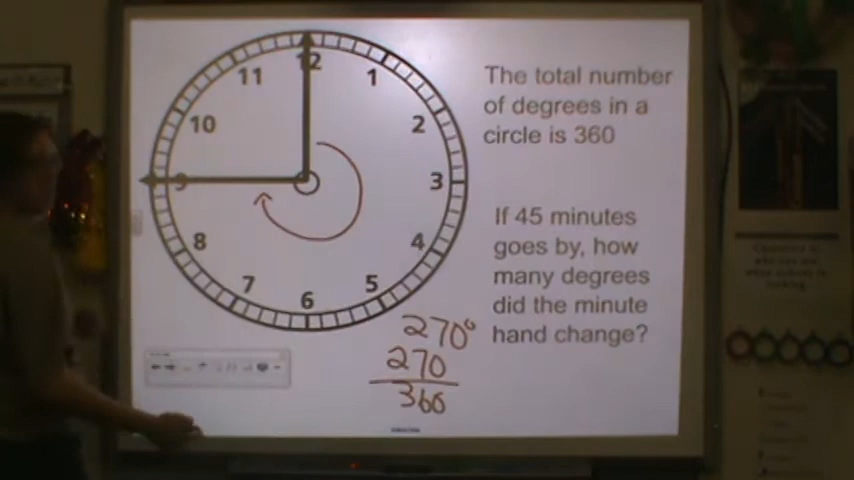 12
11
1
10
2
9
3
8
4
7
5
6
The total number
of degrees in a
circle is 360
If 45 minutes
goes by, how
many degrees
did the minute
hand change?
270°
270
360